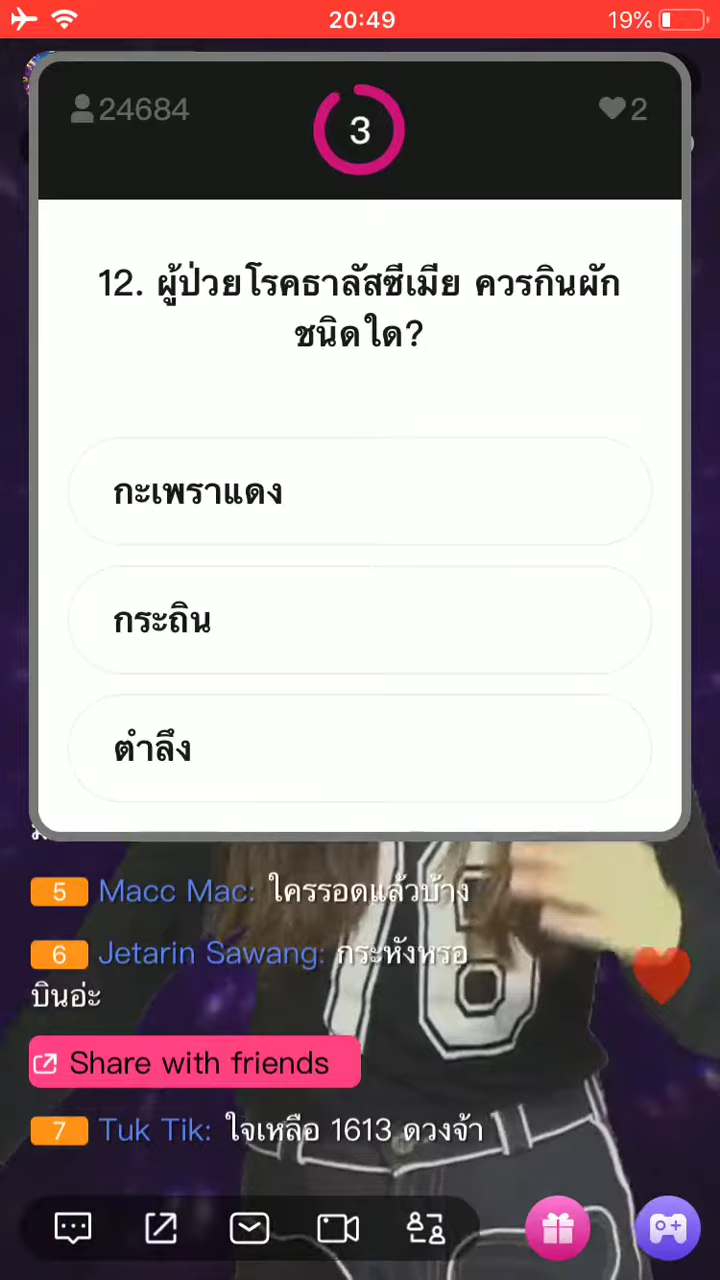 20:49
19%
24684
3
2
12. ผู้ป่วยโรคธาลัสซีเมีย ควรกินผัก
ชนิดใด?
กะเพราแดง
กระถิน
ตำลึง
5 Macc Mac: ใครรอดแล้วบ้าง
6 Jetarin Sawang: กระหังหรอ
บินอ่ะ
Share with friends
7 Tuk Tik: ใจเหลือ 1613 ดวงจ้า